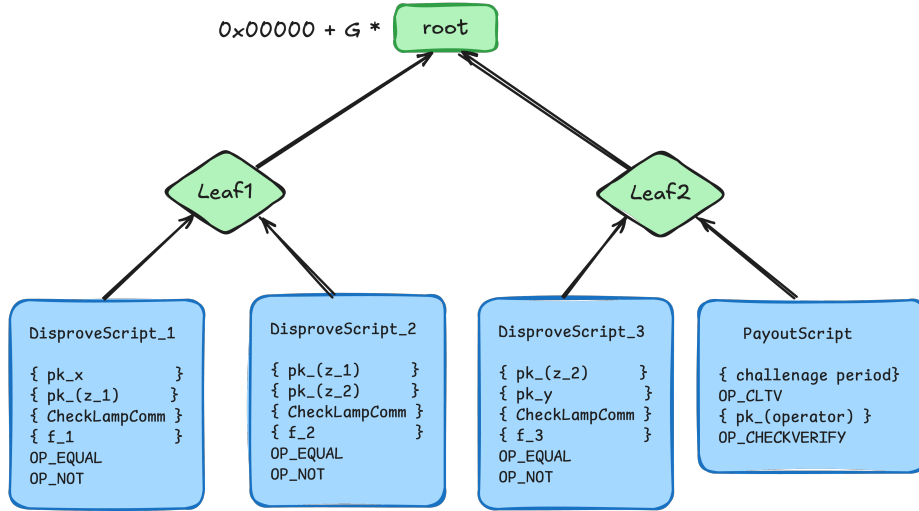 0x00000 + G *
root
Leaf1
Leaf2
DisproveScript_1
{ pk_x }
{ pk_(z_1) }
{ CheckLampComm }
{ f_1 }
OP_EQUAL
OP_NOT
DisproveScript_2
{ pk_(z_1) }
{ pk_(z_2) }
{ CheckLampComm }
{ f_2 }
OP_EQUAL
OP_NOT
DisproveScript_3
{ pk_(z_2) }
{ pk_y }
{ CheckLampComm }
{ f_3 }
OP_EQUAL
OP_NOT
PayoutScript
{ challenage period}
OP_CLTV
{ pk_(operator) }
OP_CHECKVERIFY